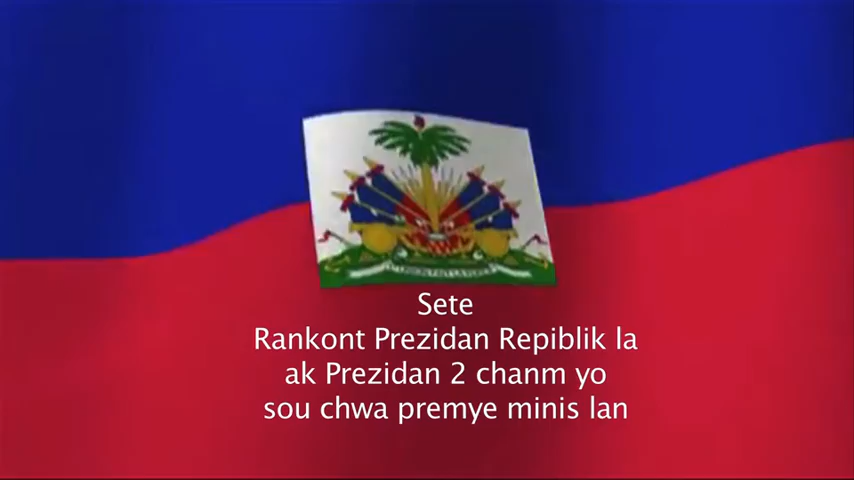 Sete
Rankont Prezidan Repiblik la
ak Prezidan 2 chanm yo
sou chwa premye minis lan